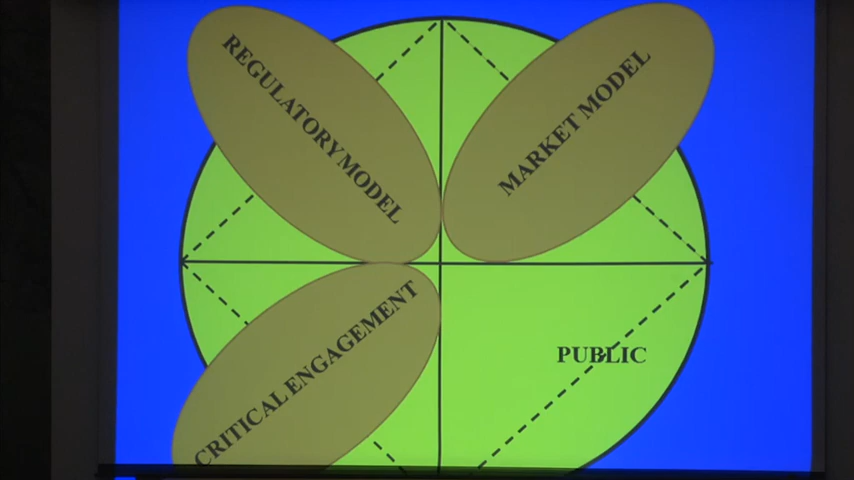 REGULATORY MODEL
MARKET MODEL
CRITICAL ENGAGEMENT
PUBLIC